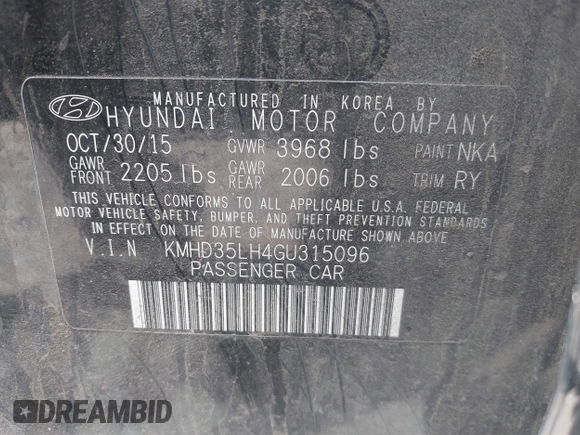 MANUFACTURED IN KOREA BY
HYUNDAI MOTOR COMPANY
OCT/30/15 GVWR 3968 lbs PAINT NKA
GAWR FRONT 2205 lbs GAWR REAR 2006 lbs TRIM RY
THIS VEHICLE CONFORMS TO APPLICABLE U.S.A. FEDERAL
MOTOR VEHICLE SAFETY, BUMPER, AND THEFT PREVENTION STANDARDS
IN EFFECT ON THE DATE OF MANUFACTURE SHOWN ABOVE
V.I.N KMHD35LH4GU315096
PASSENGER CAR
DREAMBID